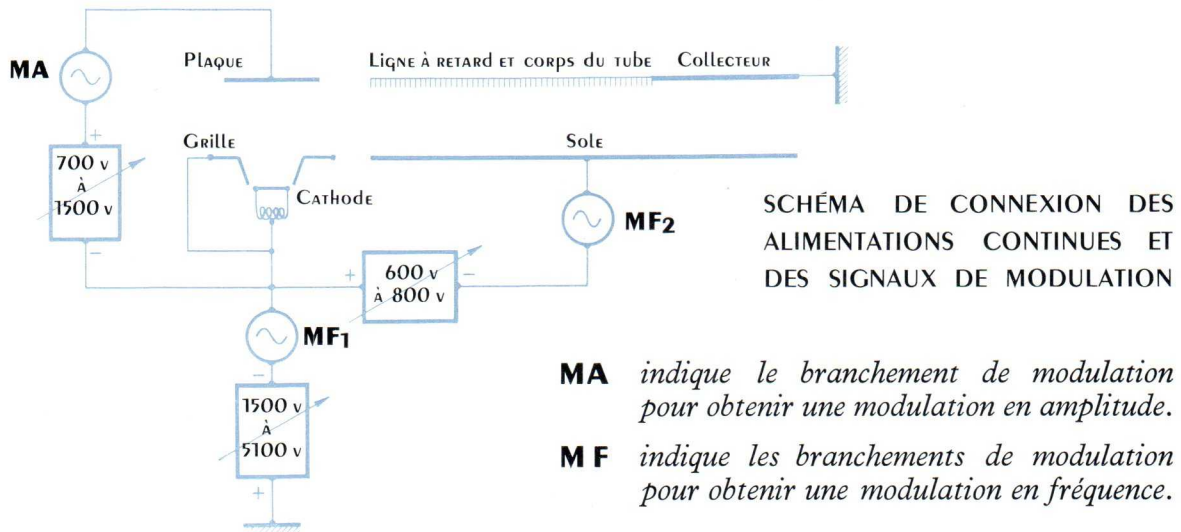 MA
Plaque
Ligne à retard et corps du tube
Collecteur
+
700 v
à
1500 v
−
Grille
Cathode
Sole
MF2
+
600 v
à 800 v
−
MF1
−
1500 v
à
5100 v
+
SCHÉMA DE CONNEXION DES
ALIMENTATIONS CONTINUES ET
DES SIGNAUX DE MODULATION
MA indique le branchement de modulation
pour obtenir une modulation en amplitude.
MF indique les branchements de modulation
pour obtenir une modulation en fréquence.